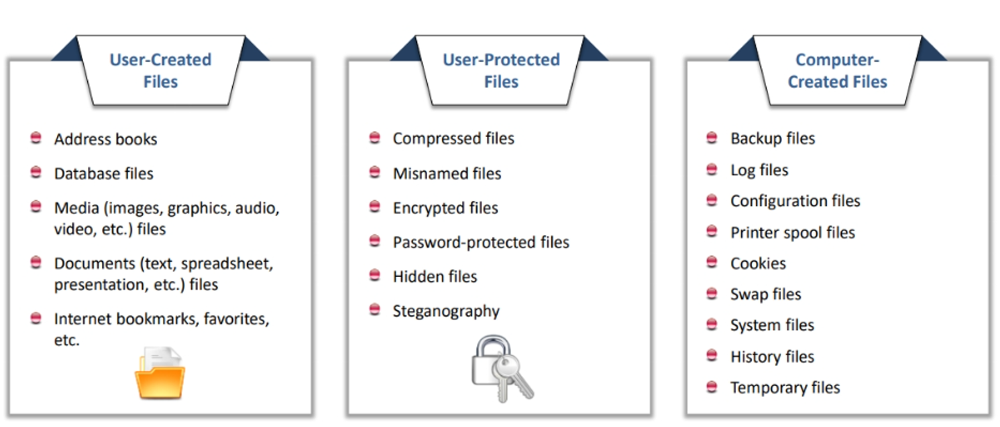 User-Created
Files
Address books
Database files
Media (images, graphics, audio,
video, etc.) files
Documents (text, spreadsheet,
presentation, etc.) files
Internet bookmarks, favorites,
etc.
User-Protected
Files
Compressed files
Misnamed files
Encrypted files
Password-protected files
Hidden files
Steganography
Computer-
Created Files
Backup files
Log files
Configuration files
Printer spool files
Cookies
Swap files
System files
History files
Temporary files